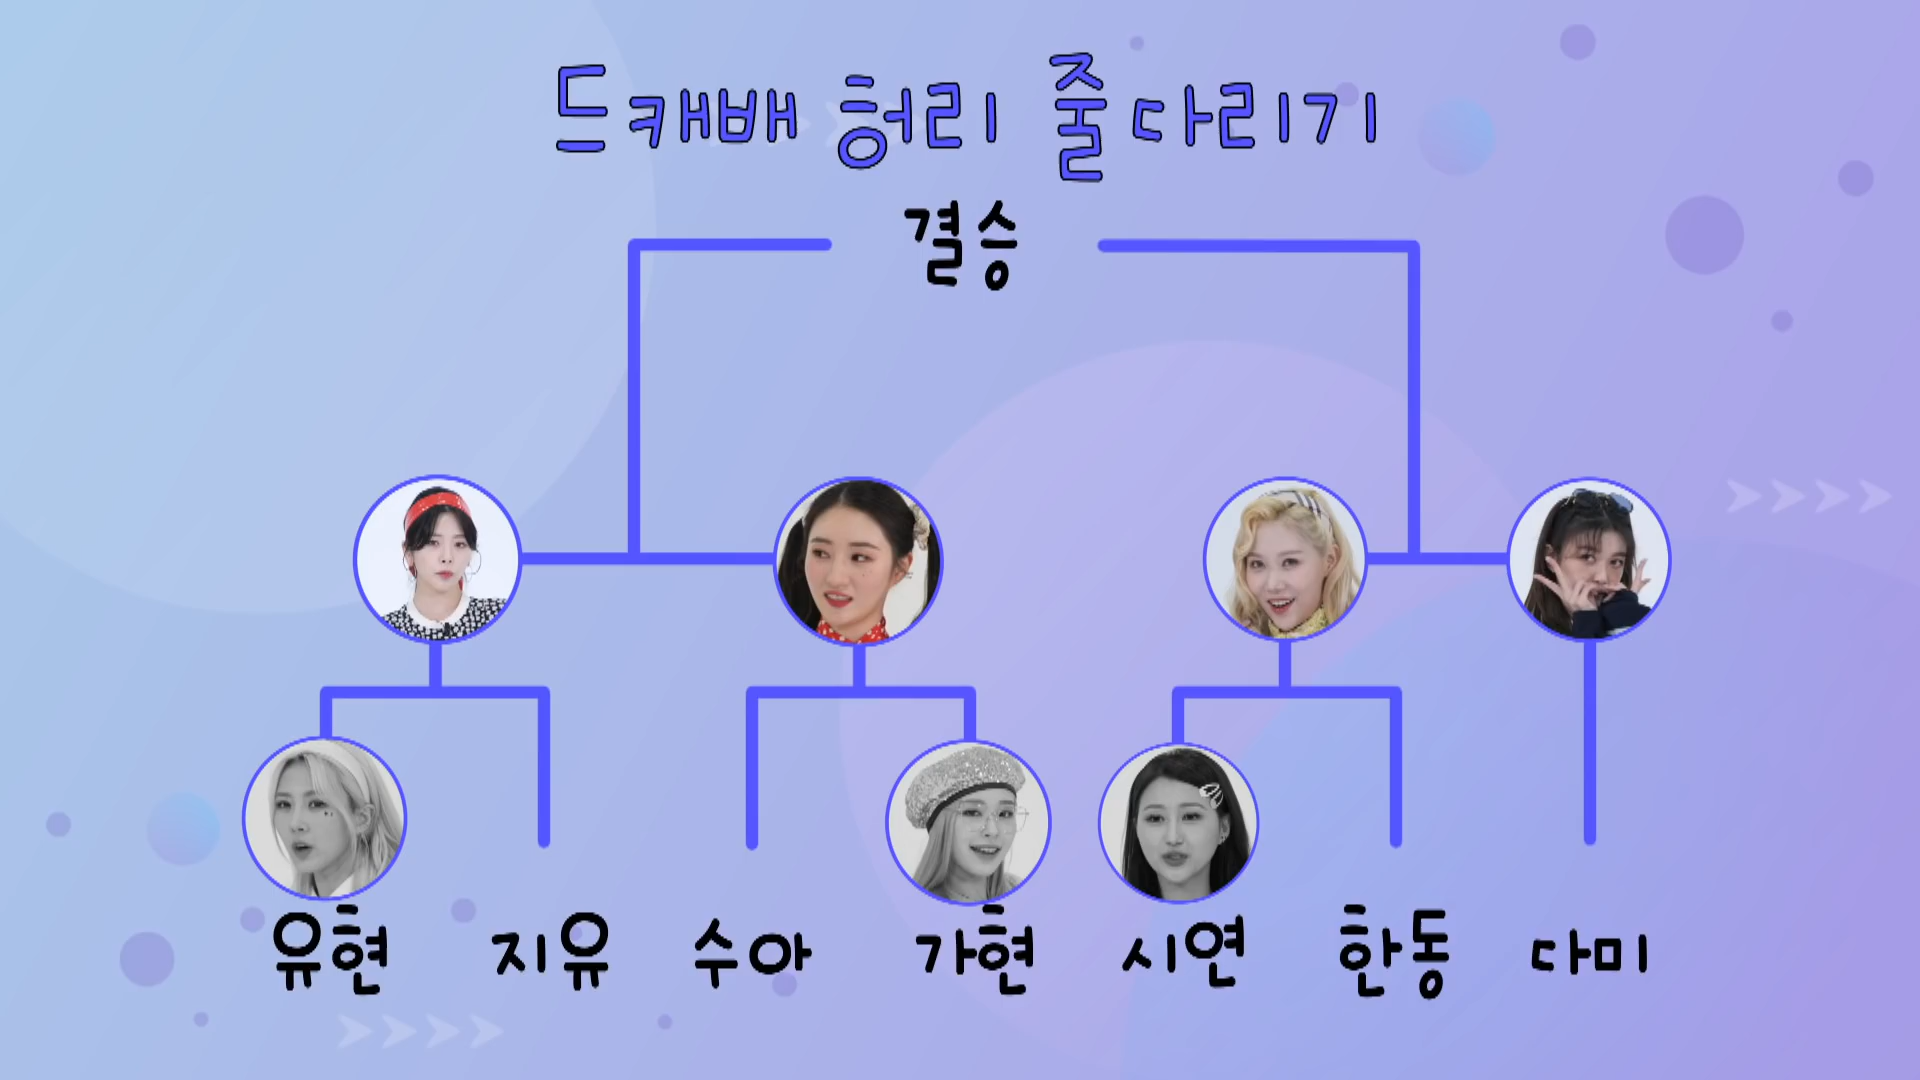 드캐배 허리 줄다리기
결승
유현 지유 수아 가현 시연 한동 다미